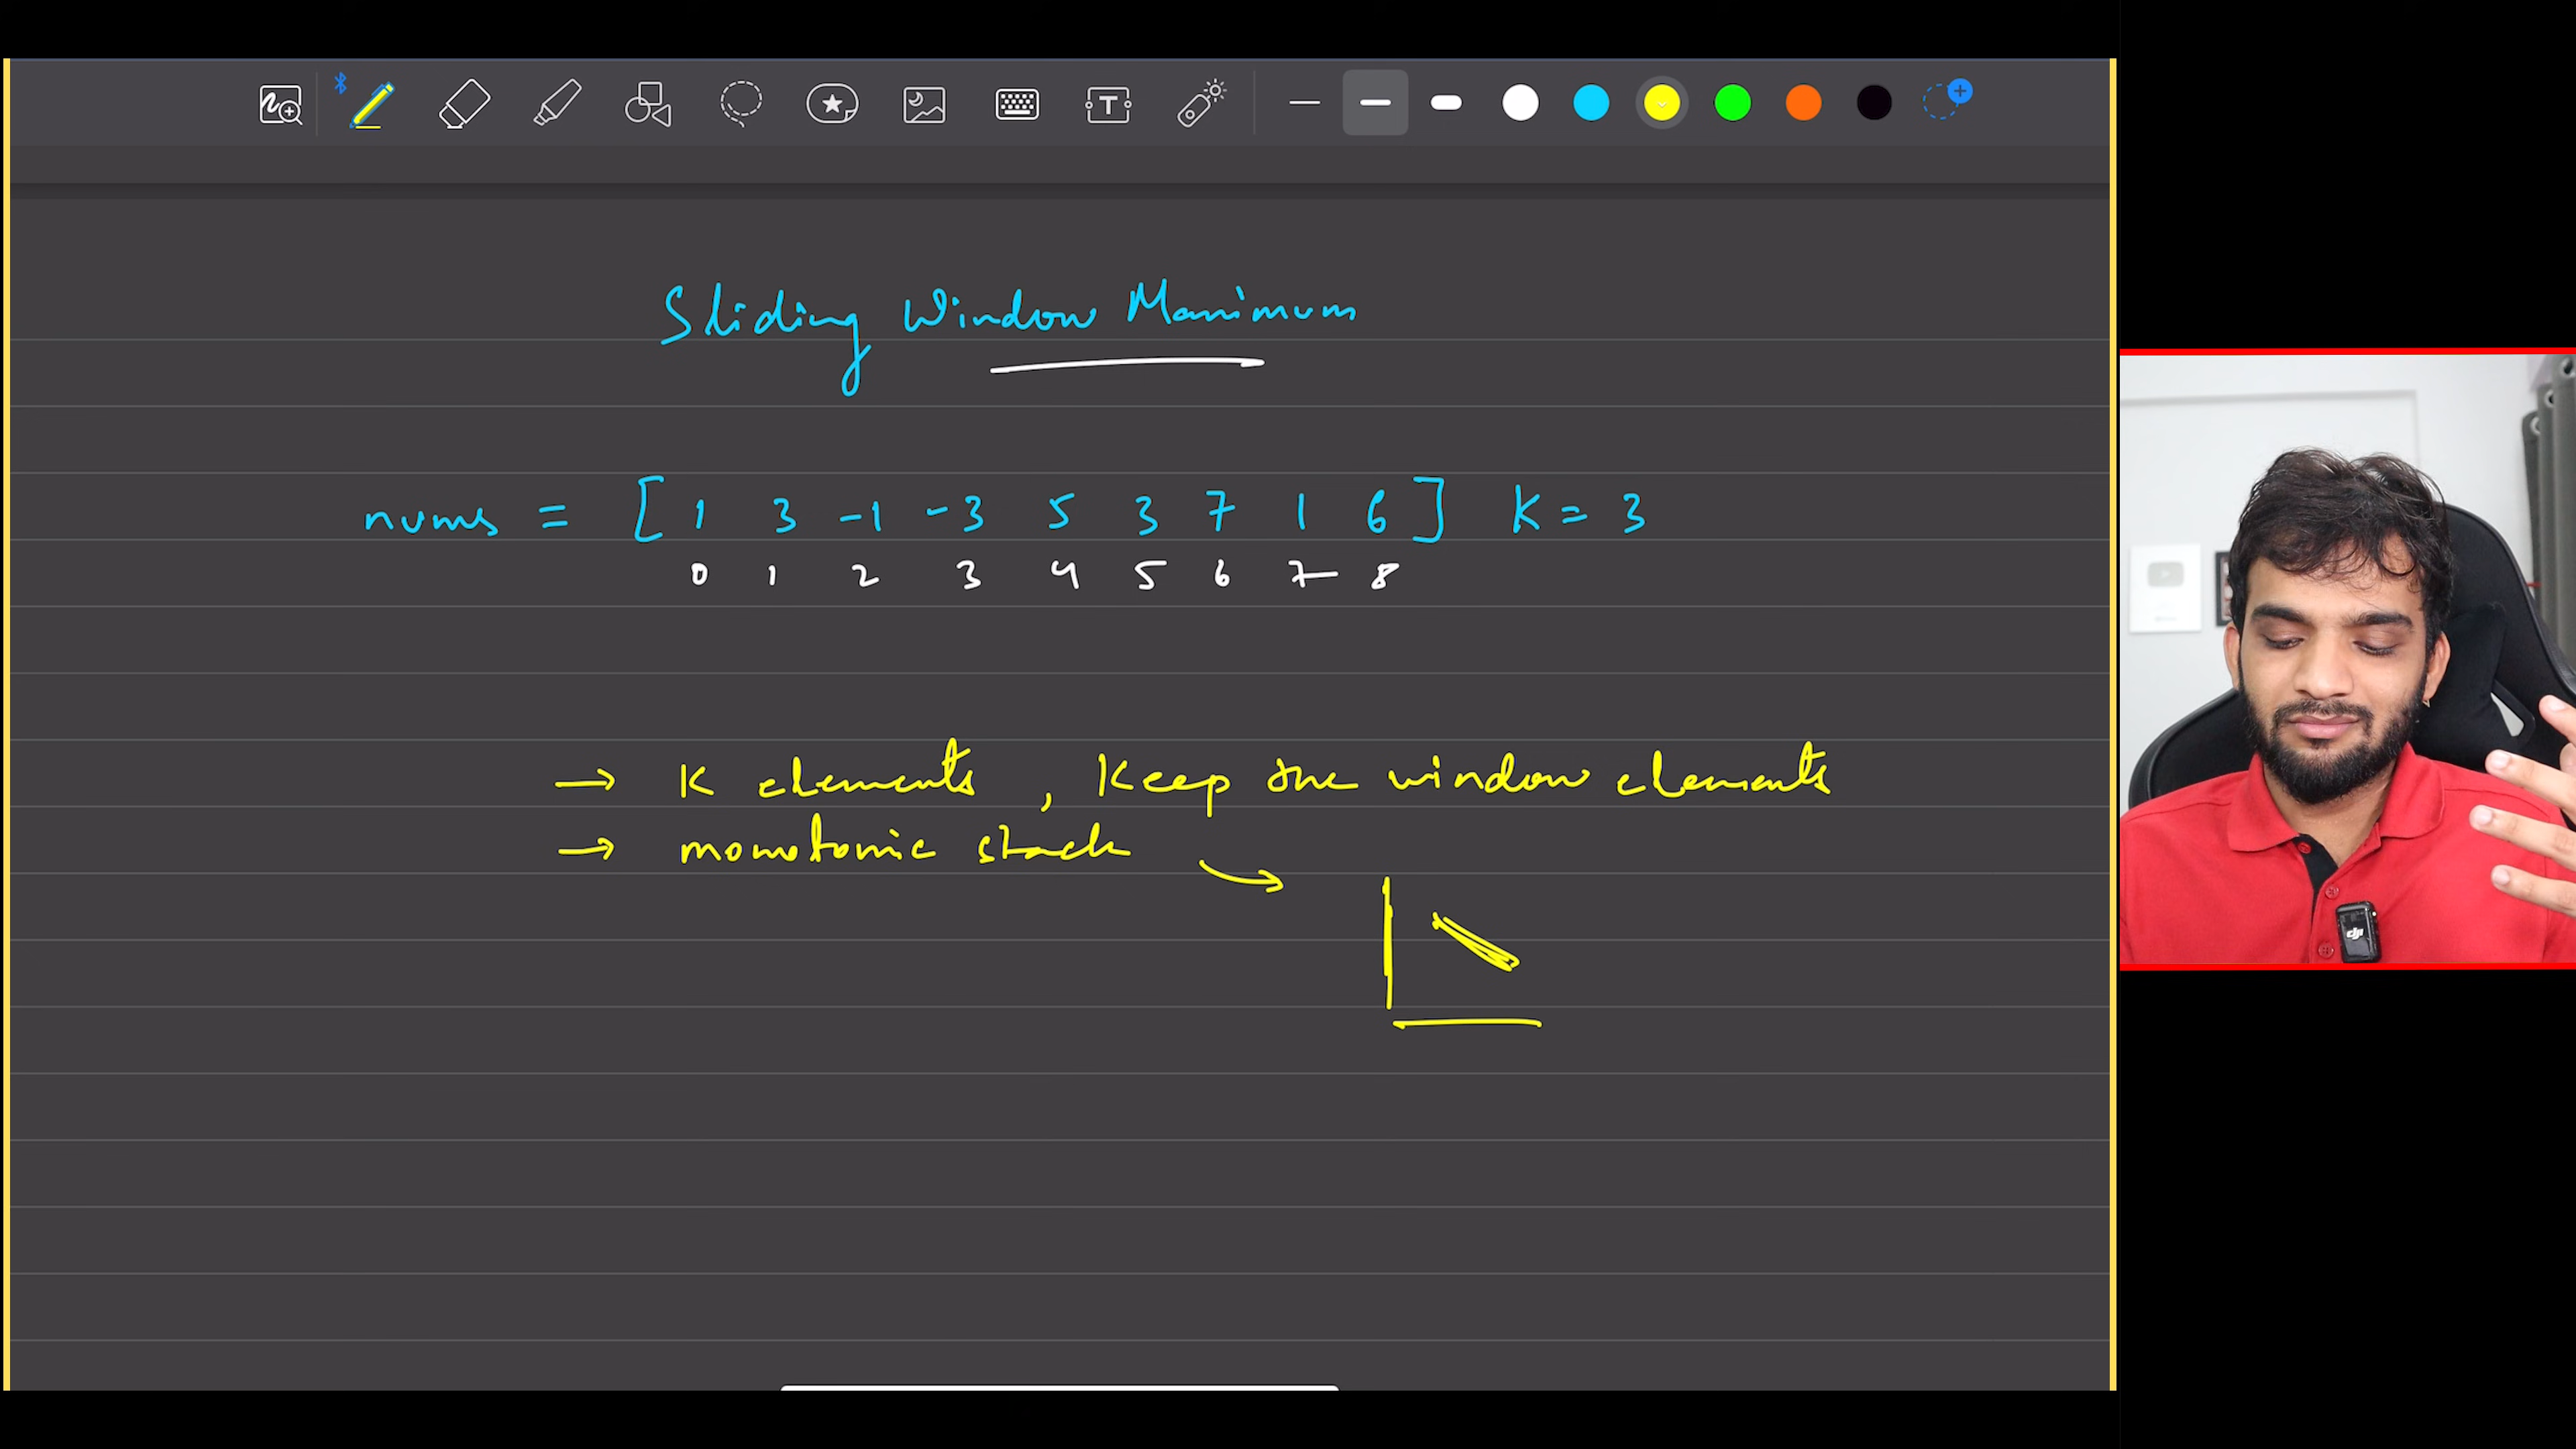 Sliding Window Maximum
nums = [ 1 3 -1 -3 5 3 7 1 6 ] K = 3
0 1 2 3 4 5 6 7 8
→ K elements , Keep the window elements
→ monotonic stack